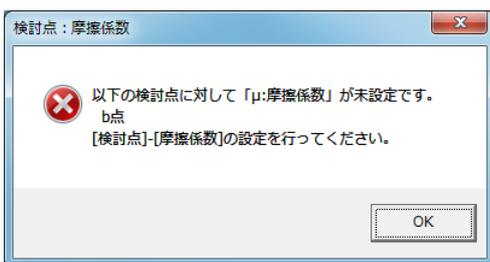 検討点：摩擦係数
以下の検討点に対して「μ:摩擦係数」が未設定です。
b点
[検討点]-[摩擦係数]の設定を行ってください。
OK